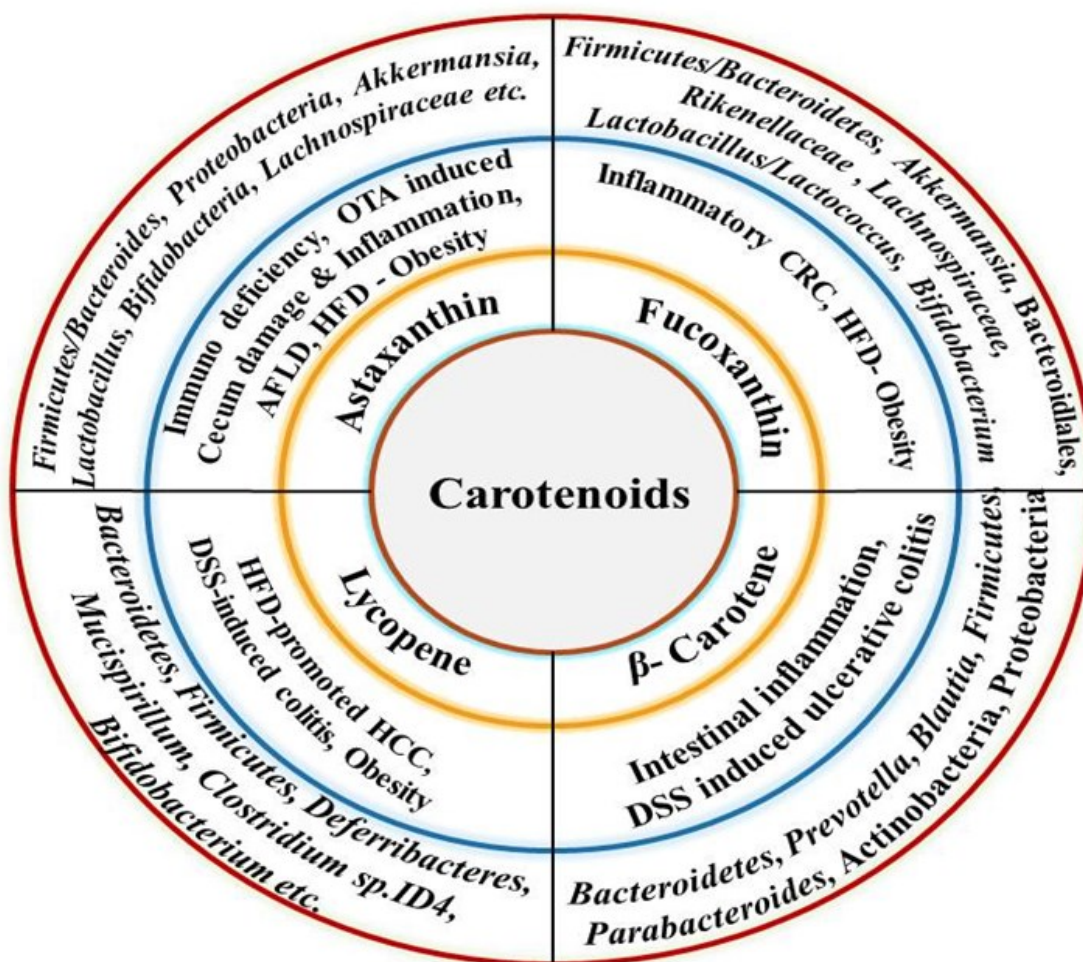 Firmicutes/Bacteroides, Proteobacteria, Akkermansia,
Lactobacillus, Bifidobacteria, Lachnospiraceae etc.
Immuno deficiency, OTA induced
Cecum damage & Inflammation,
AFLD, HFD - Obesity
Astaxanthin
Firmicutes/Bacteroidetes, Akkermansia, Bacteroidlales,
Rikenellaceae , Lachnospiraceae,
Lactobacillus/Lactococcus, Bifidobacterium
Inflammatory CRC, HFD- Obesity
Fucoxanthin
Carotenoids
Lycopene
HFD-promoted HCC,
DSS-induced colitis, Obesity
Bacteroidetes, Firmicutes, Deferribacteres,
Mucispirillum, Clostridium sp.ID4,
Bifidobacterium etc.
β- Carotene
Intestinal inflammation,
DSS induced ulcerative colitis
Bacteroidetes, Prevotella, Blautia, Firmicutes,
Parabacteroides, Actinobacteria, Proteobacteria